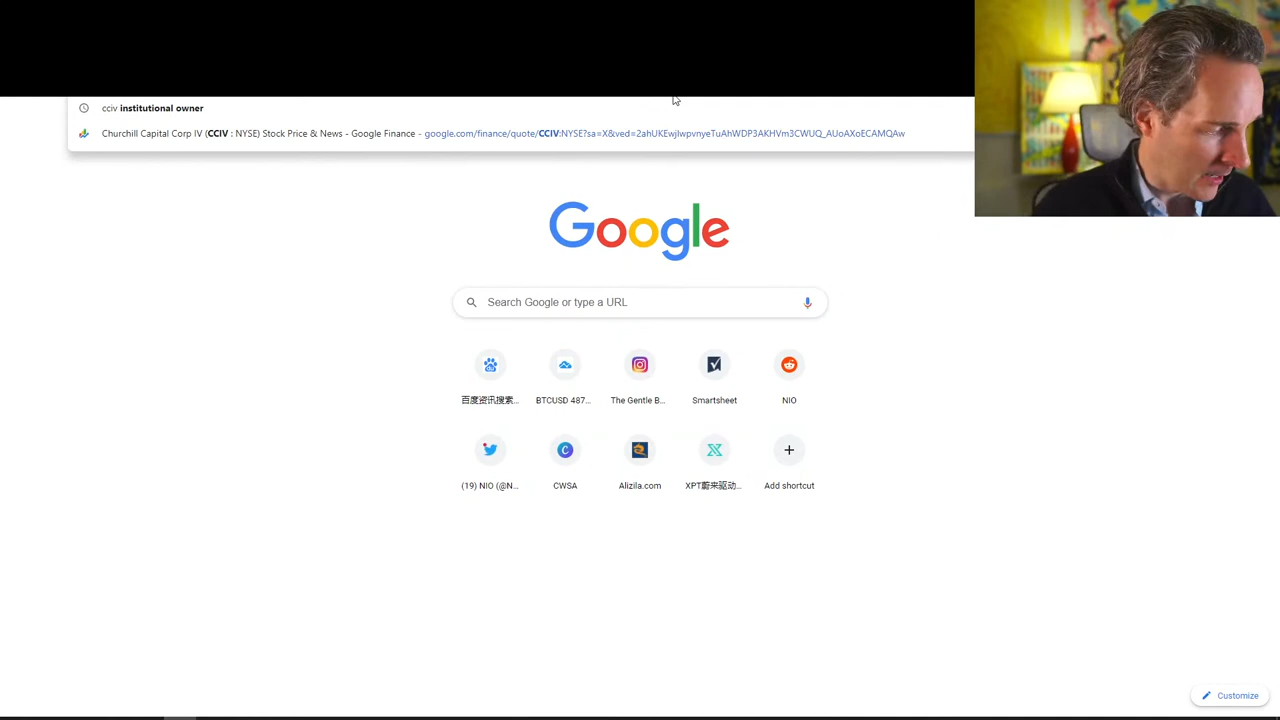 cciv institutional owner
Churchill Capital Corp IV (CCIV : NYSE) Stock Price & News - Google Finance - google.com/finance/quote/CCIV:NYSE?sa=X&ved=2ahUKEwjIwpvnyeTuAhWDP3AKHVm3CWUQ_AUoAXoECAMQAw
Google
Search Google or type a URL
百度资讯搜索...
BTCUSD 487...
The Gentle B...
Smartsheet
NIO
(19) NIO (@N...
CWSA
Alizila.com
XPT蔚来驱动...
Add shortcut
Customize